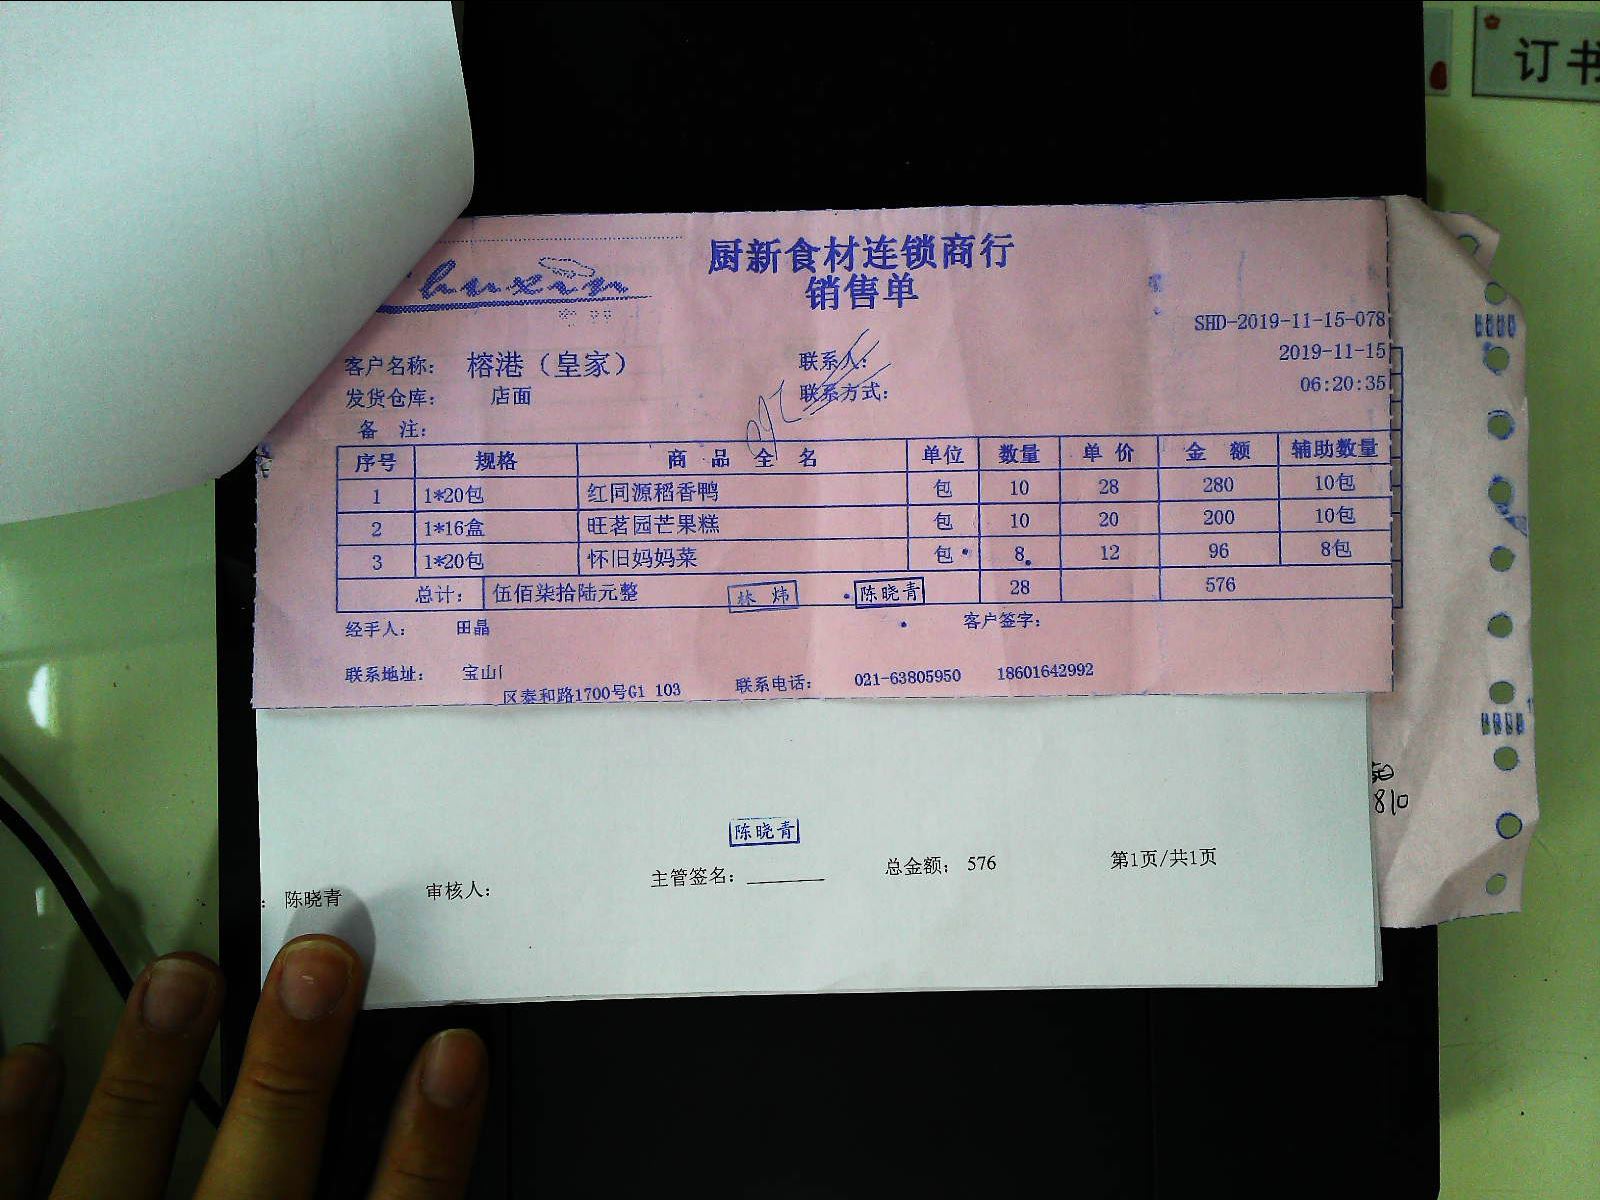 订书
huxin
厨新食材连锁商行
销售单
SHD-2019-11-15-078
客户名称: 榕港（皇家） 联系人: 2019-11-15
发货仓库: 店面 联系方式: 06:20:35
备 注:
序号 规格 商 品 全 名 单位 数量 单 价 金 额 辅助数量
1 1*20包 红同源稻香鸭 包 10 28 280 10包
2 1*16盒 旺茗园芒果糕 包 10 20 200 10包
3 1*20包 怀旧妈妈菜 包 8 12 96 8包
总计: 伍佰柒拾陆元整 林 炜 陈晓青 28 576
经手人: 田晶 客户签字:
联系地址: 宝山 联系电话: 021-63805950 18601642992
区泰和路1700号G1 103
810
陈晓青
: 陈晓青 审核人: 主管签名: 总金额: 576 第1页/共1页